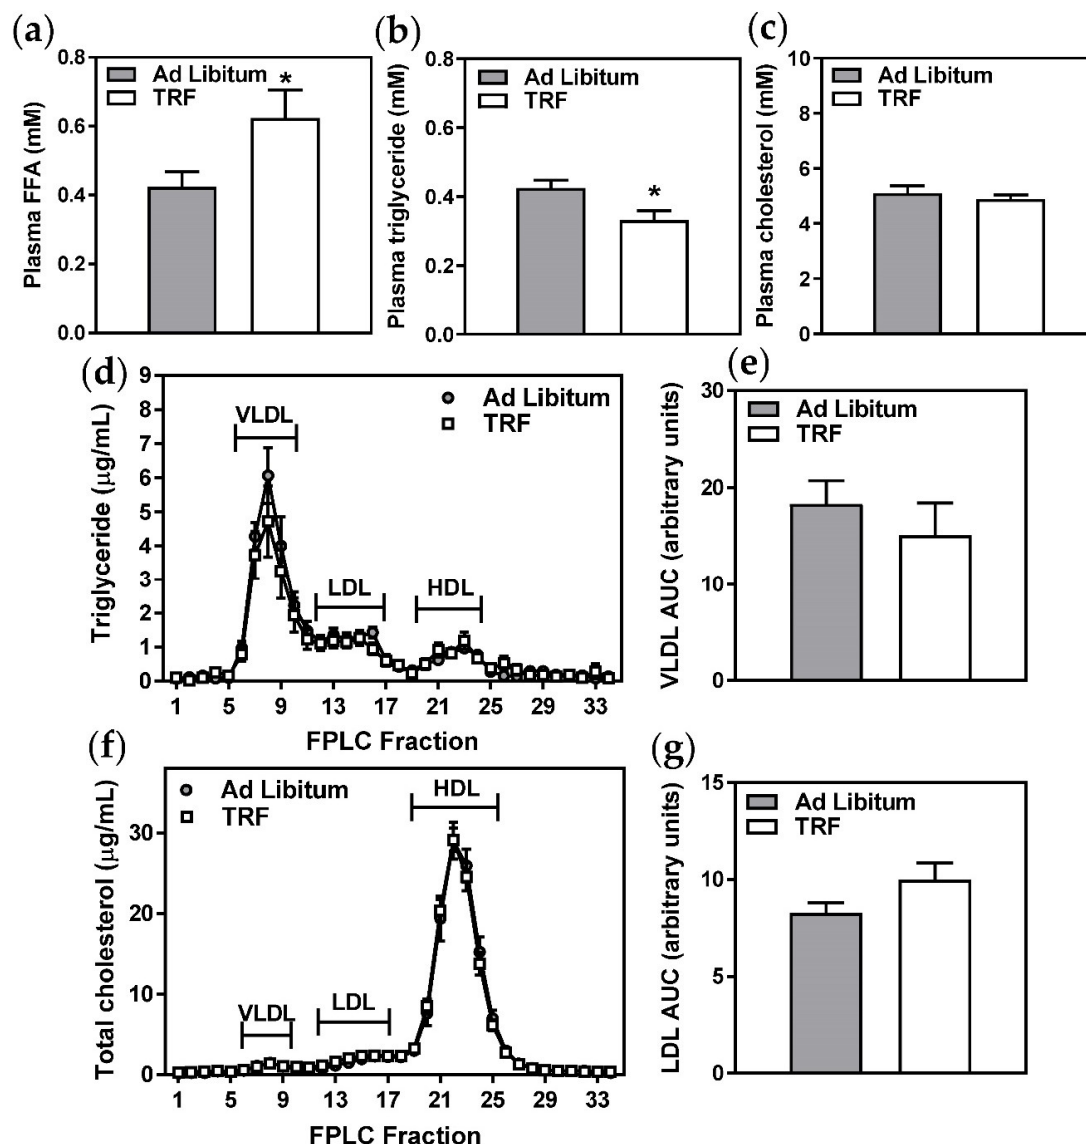 (a)
0.8
0.6
0.4
0.2
0.0
Plasma FFA (mM)
Ad Libitum
TRF
*
(b)
0.8
0.6
0.4
0.2
0.0
Plasma triglyceride (mM)
Ad Libitum
TRF
*
(c)
10
8
6
4
2
0
Plasma cholesterol (mM)
Ad Libitum
TRF
(d)
9
8
7
6
5
4
3
2
1
0
Triglyceride (μg/mL)
Ad Libitum
TRF
VLDL
LDL
HDL
1 5 9 13 17 21 25 29 33
FPLC Fraction
(e)
30
20
10
0
VLDL AUC (arbitrary units)
Ad Libitum
TRF
(f)
30
20
10
0
Total cholesterol (μg/mL)
Ad Libitum
TRF
HDL
VLDL
LDL
1 5 9 13 17 21 25 29 33
FPLC Fraction
(g)
15
10
5
0
LDL AUC (arbitrary units)
Ad Libitum
TRF